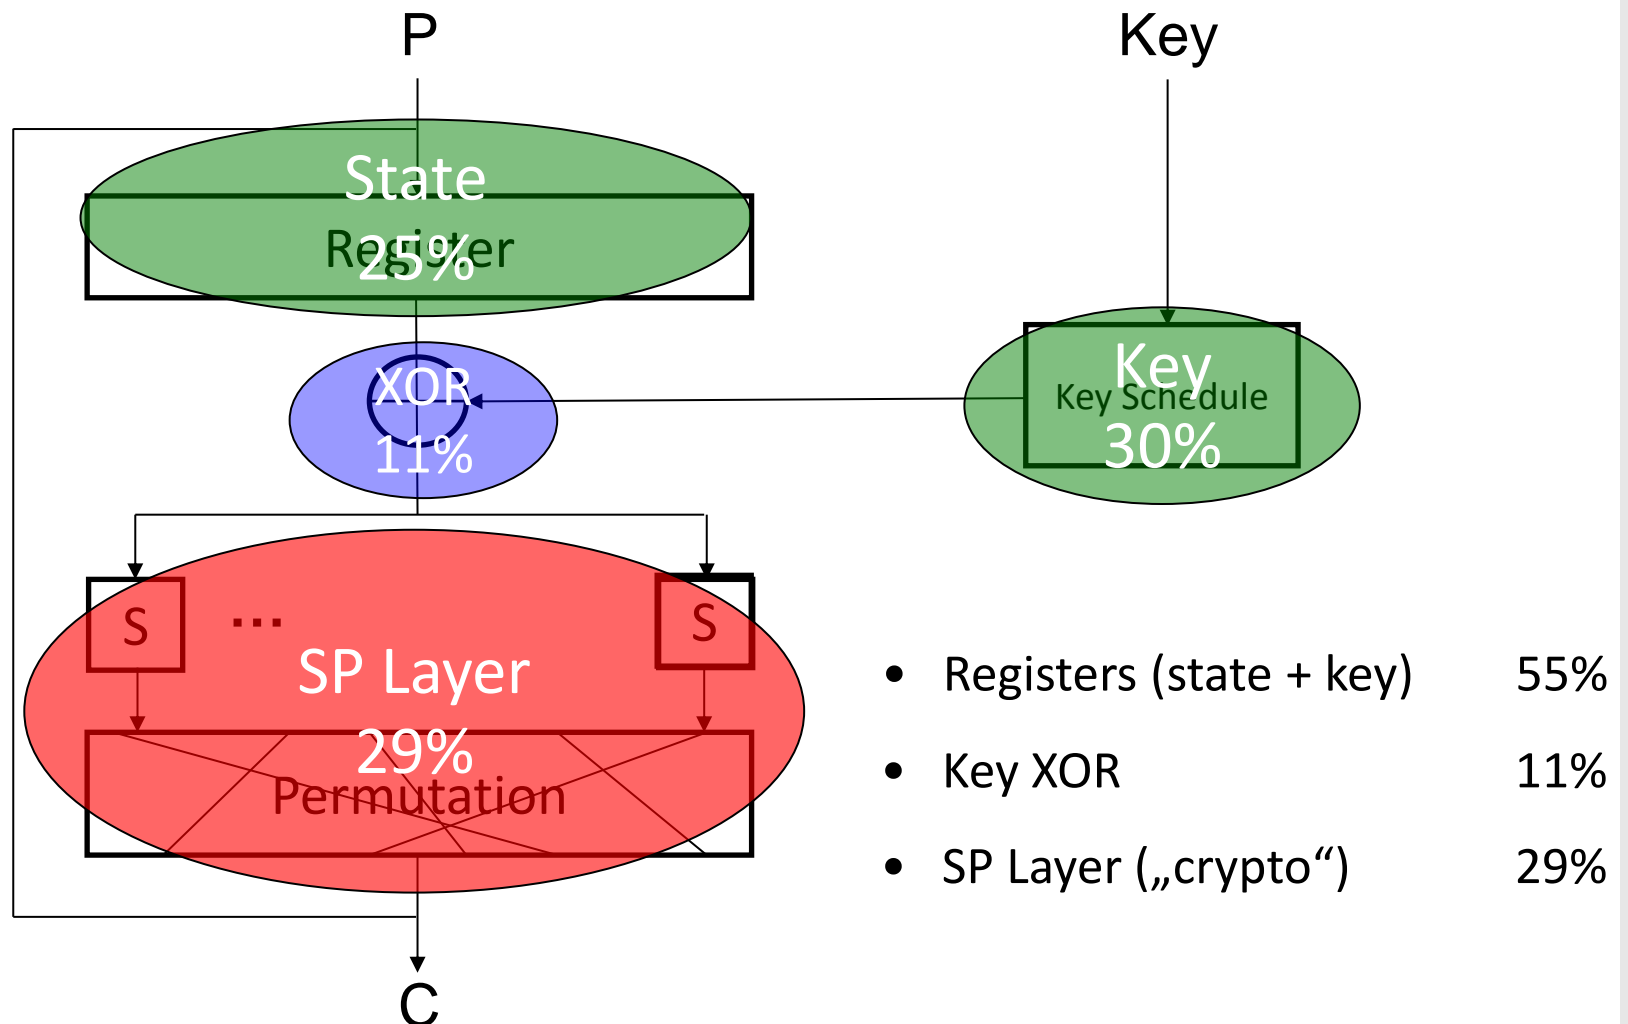 P
Key
State
Register
25%
XOR
11%
Key
Key Schedule
30%
S
...
S
SP Layer
29%
Permutation
C
• Registers (state + key) 55%
• Key XOR 11%
• SP Layer („crypto“) 29%